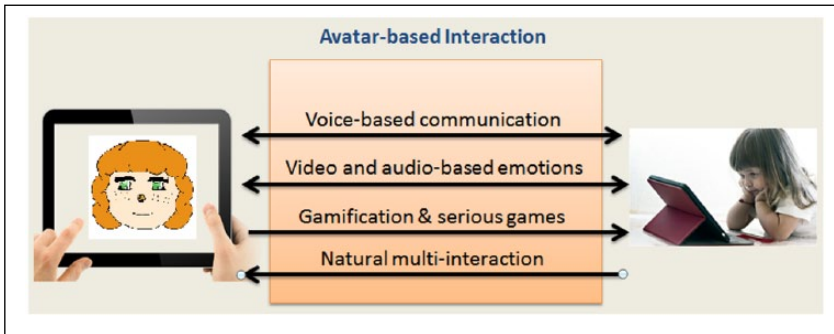 Avatar-based Interaction
Voice-based communication
Video and audio-based emotions
Gamification & serious games
Natural multi-interaction